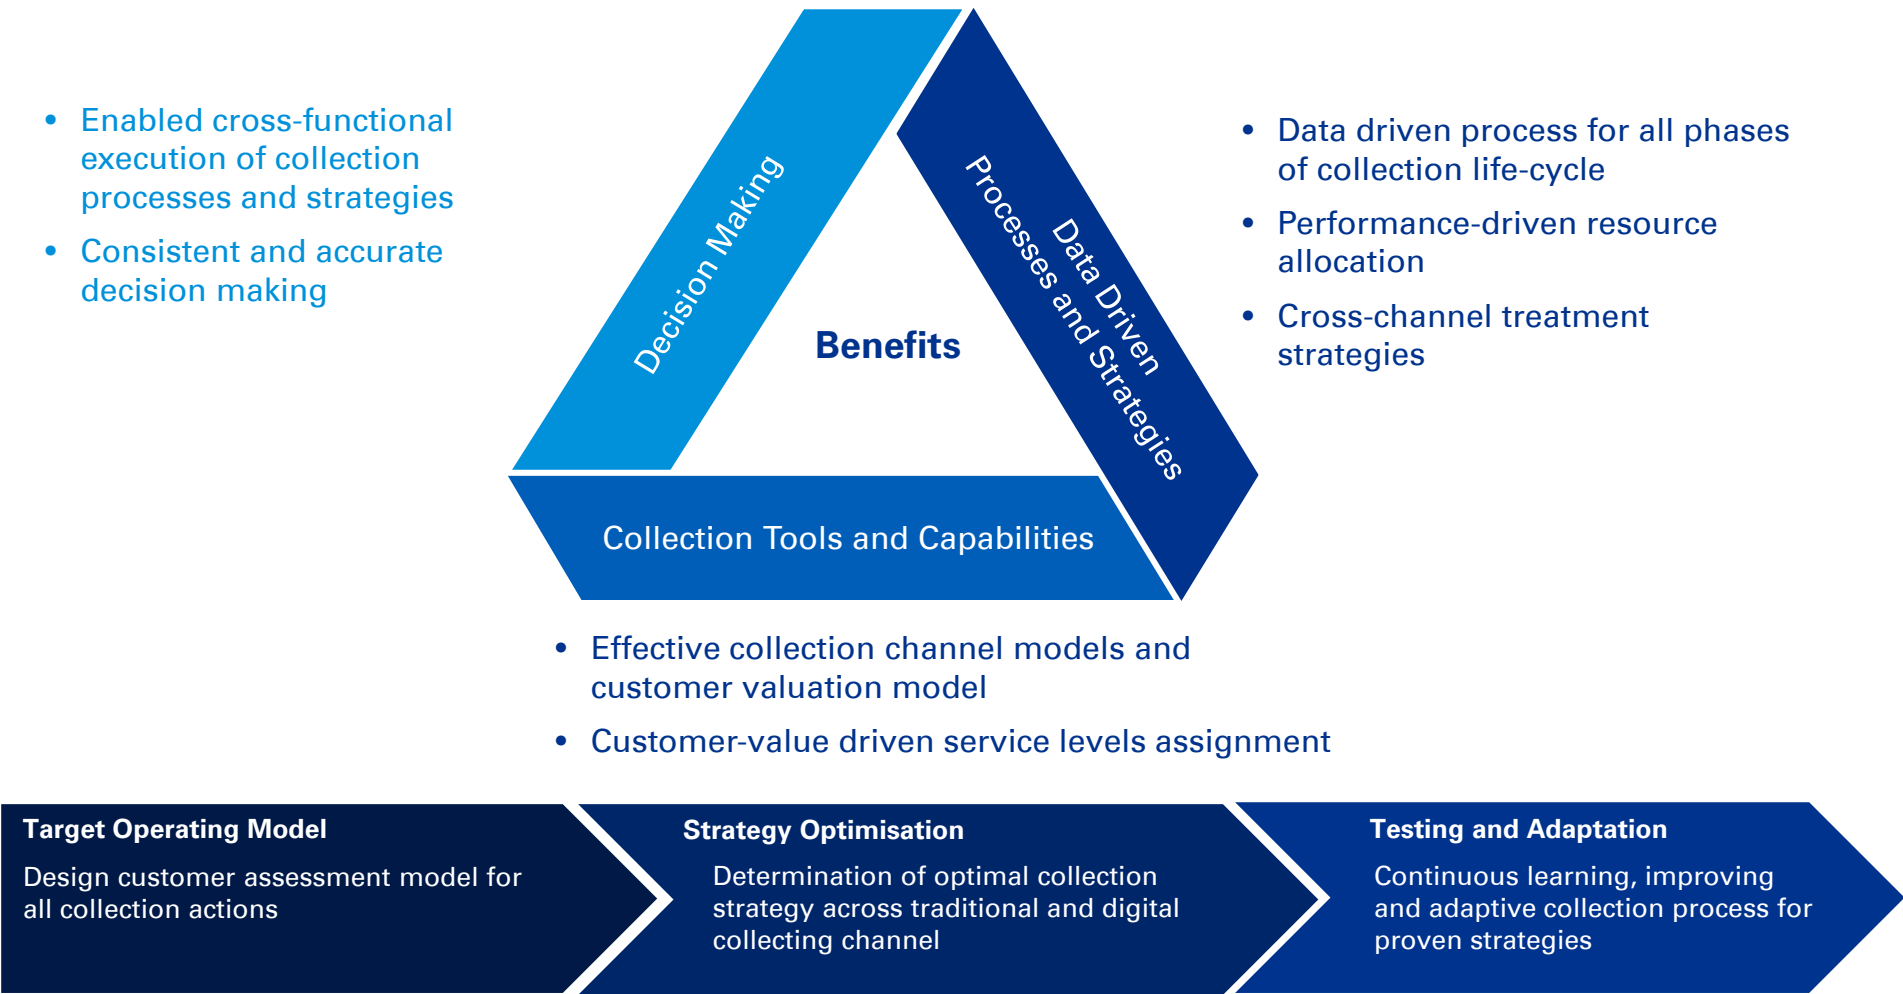 • Enabled cross-functional
execution of collection
processes and strategies
• Consistent and accurate
decision making
Decision Making
Benefits
Data Driven
Processes and Strategies
• Data driven process for all phases
of collection life-cycle
• Performance-driven resource
allocation
• Cross-channel treatment
strategies
Collection Tools and Capabilities
• Effective collection channel models and
customer valuation model
• Customer-value driven service levels assignment
Target Operating Model
Design customer assessment model for
all collection actions
Strategy Optimisation
Determination of optimal collection
strategy across traditional and digital
collecting channel
Testing and Adaptation
Continuous learning, improving
and adaptive collection process for
proven strategies